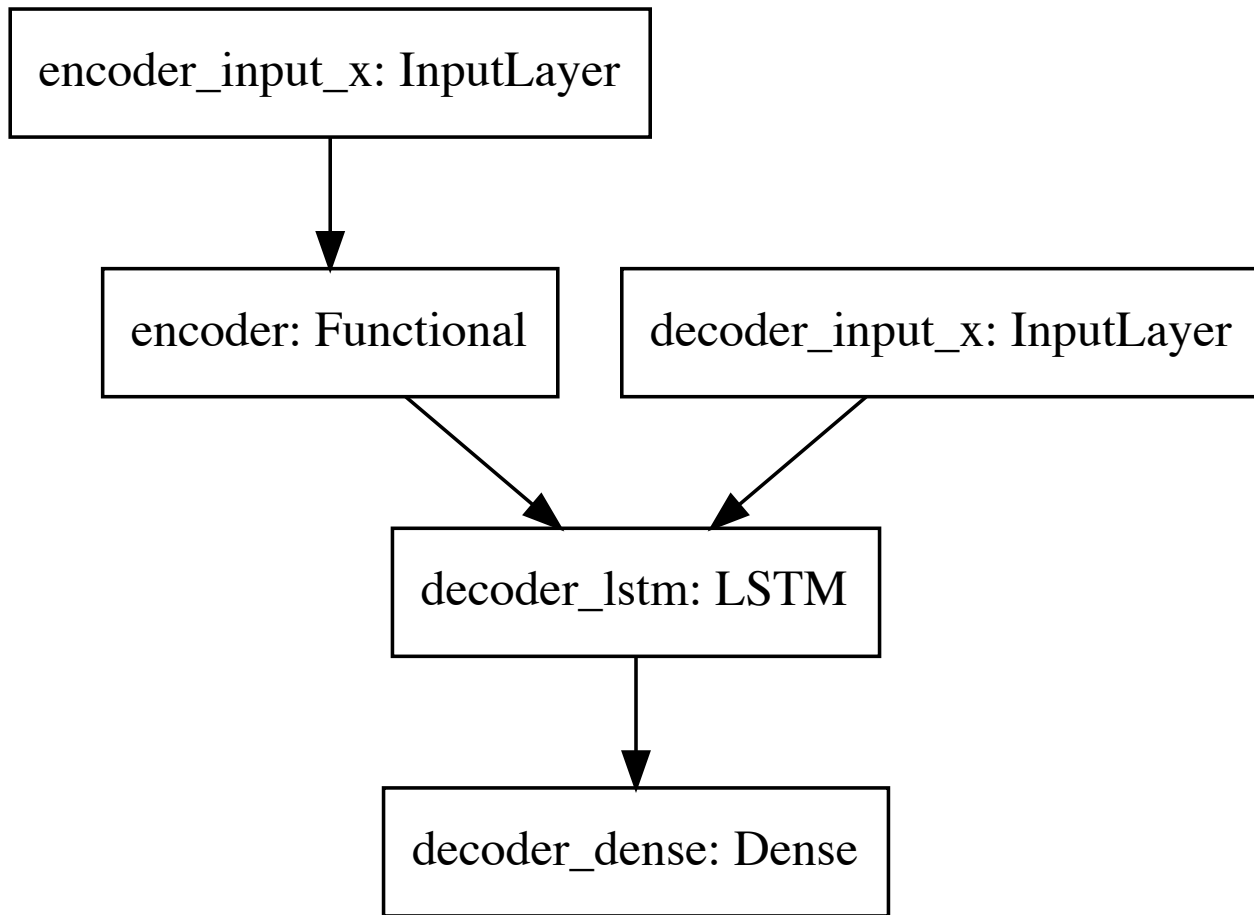 encoder_input_x: InputLayer
encoder: Functional
decoder_input_x: InputLayer
decoder_lstm: LSTM
decoder_dense: Dense